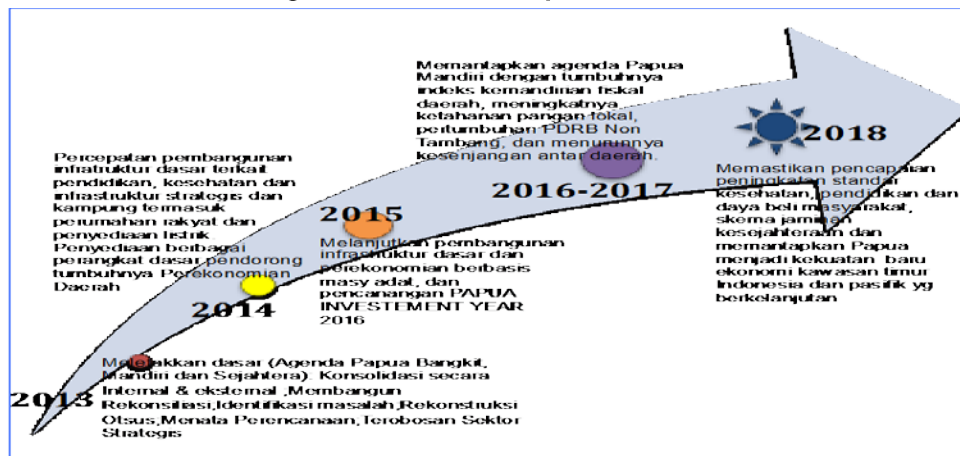 Memantapkan agenda Papua
Mandiri dengan tumbuhnya
indeks kemandirian fiskal
daerah, meningkatnya
ketahanan pangan lokal,
pertumbuhan PDRB Non
Tambang, dan menurunnya
kesenjangan antar daerah.
2018
Percepatan pembangunan
infratruktur dasar terkait
pendidikan, kesehatan dan
infrastruktur strategis dan
kampung termasuk
perumahan rakyat dan
penyediaan listrik
Penyediaan berbagai
perangkat dasar pendorong
tumbuhnya Perekonomian
Daerah
2016-2017
Memastikan pencapaian
peningkatan standar
kesehatan, pendidikan dan
daya beli masyarakat,
skema jaminan
kesejahteraan dan
memantapkan Papua
menjadi kekuatan baru
ekonomi kawasan timur
Indonesia dan pasifik yg
berkelanjutan
2015
Melanjutkan pembangunan
infrastruktur dasar dan
perekonomian berbasis
masy adat, dan
pencanangan PAPUA
INVESTEMENT YEAR
2016
2014
Meletakkan dasar (Agenda Papua Bangkit,
Mandiri dan Sejahtera): Konsolidasi secara
Internal & eksternal ,Membangun
Rekonsiliasi,Identifikasi masalah,Rekonstruksi
Otsus,Menata Perencanaan,Terobosan Sektor
Strategis
2013